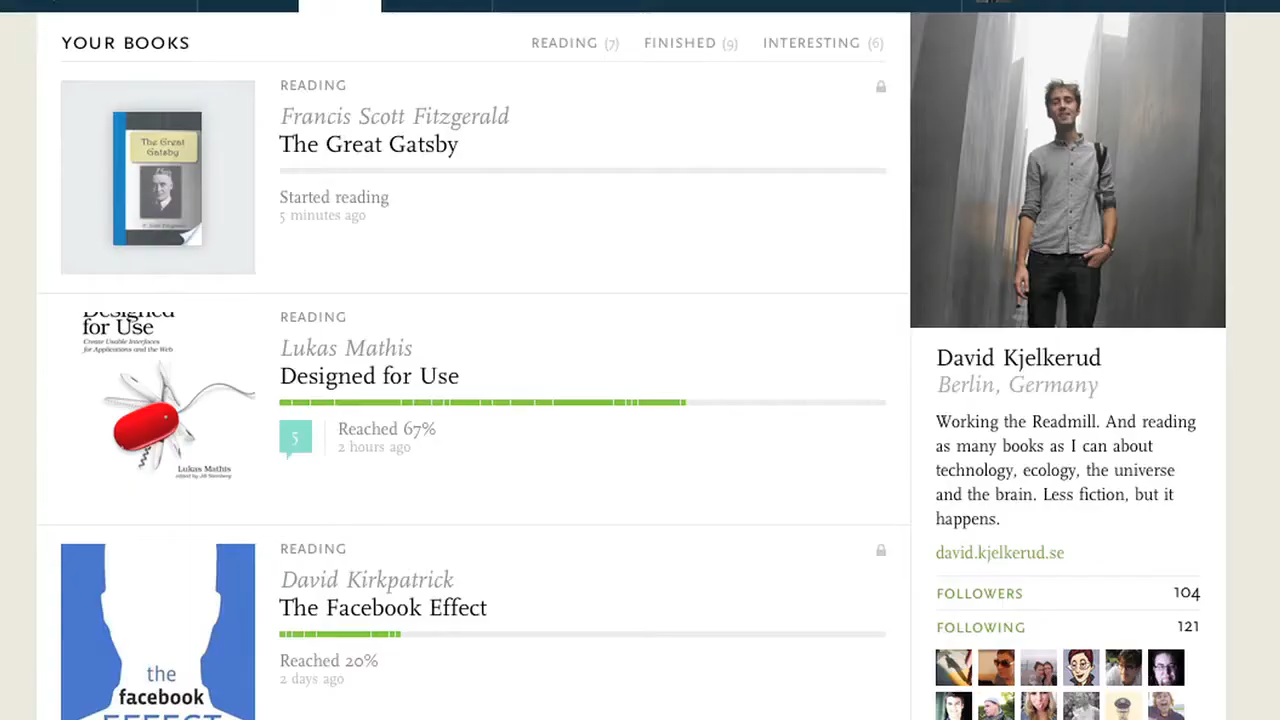 YOUR BOOKS
READING (7) FINISHED (9) INTERESTING (6)
The Great
Gatsby
READING
Francis Scott Fitzgerald
The Great Gatsby
Started reading
5 minutes ago
Designed
for Use
Create Usable Interfaces
for Applications and the Web
Lukas Mathis
edited by Jill Steinberg
READING
Lukas Mathis
Designed for Use
5
Reached 67%
2 hours ago
the
facebook
EFFECT
READING
David Kirkpatrick
The Facebook Effect
Reached 20%
2 days ago
David Kjelkerud
Berlin, Germany
Working the Readmill. And reading
as many books as I can about
technology, ecology, the universe
and the brain. Less fiction, but it
happens.
david.kjelkerud.se
FOLLOWERS 104
FOLLOWING 121